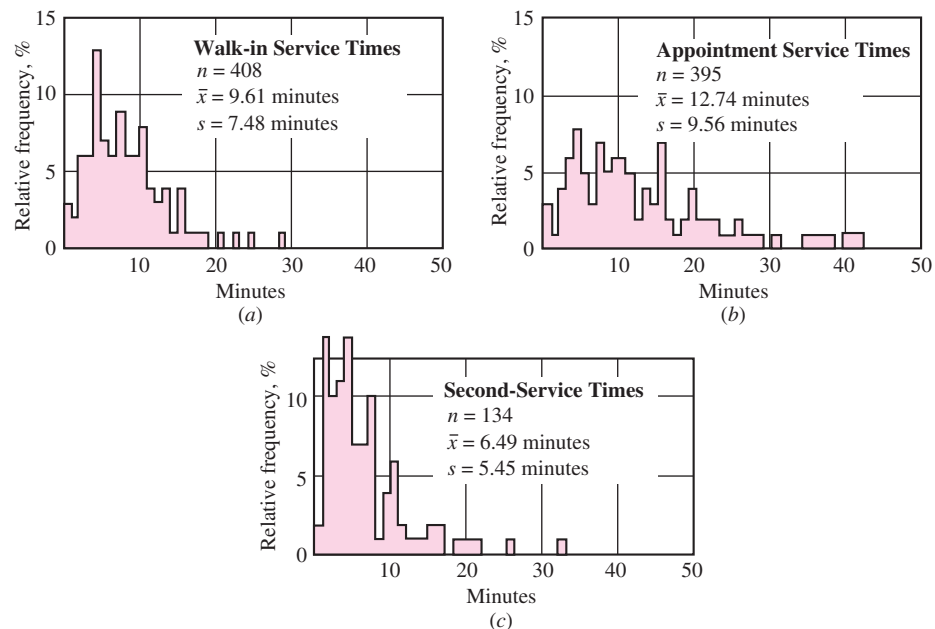 15
10
5
0
Relative frequency, %
Walk-in Service Times
n = 408
x̄ = 9.61 minutes
s = 7.48 minutes
10 20 30 40 50
Minutes
(a)
15
10
5
0
Relative frequency, %
Appointment Service Times
n = 395
x̄ = 12.74 minutes
s = 9.56 minutes
10 20 30 40 50
Minutes
(b)
10
5
0
Relative frequency, %
Second-Service Times
n = 134
x̄ = 6.49 minutes
s = 5.45 minutes
10 20 30 40 50
Minutes
(c)